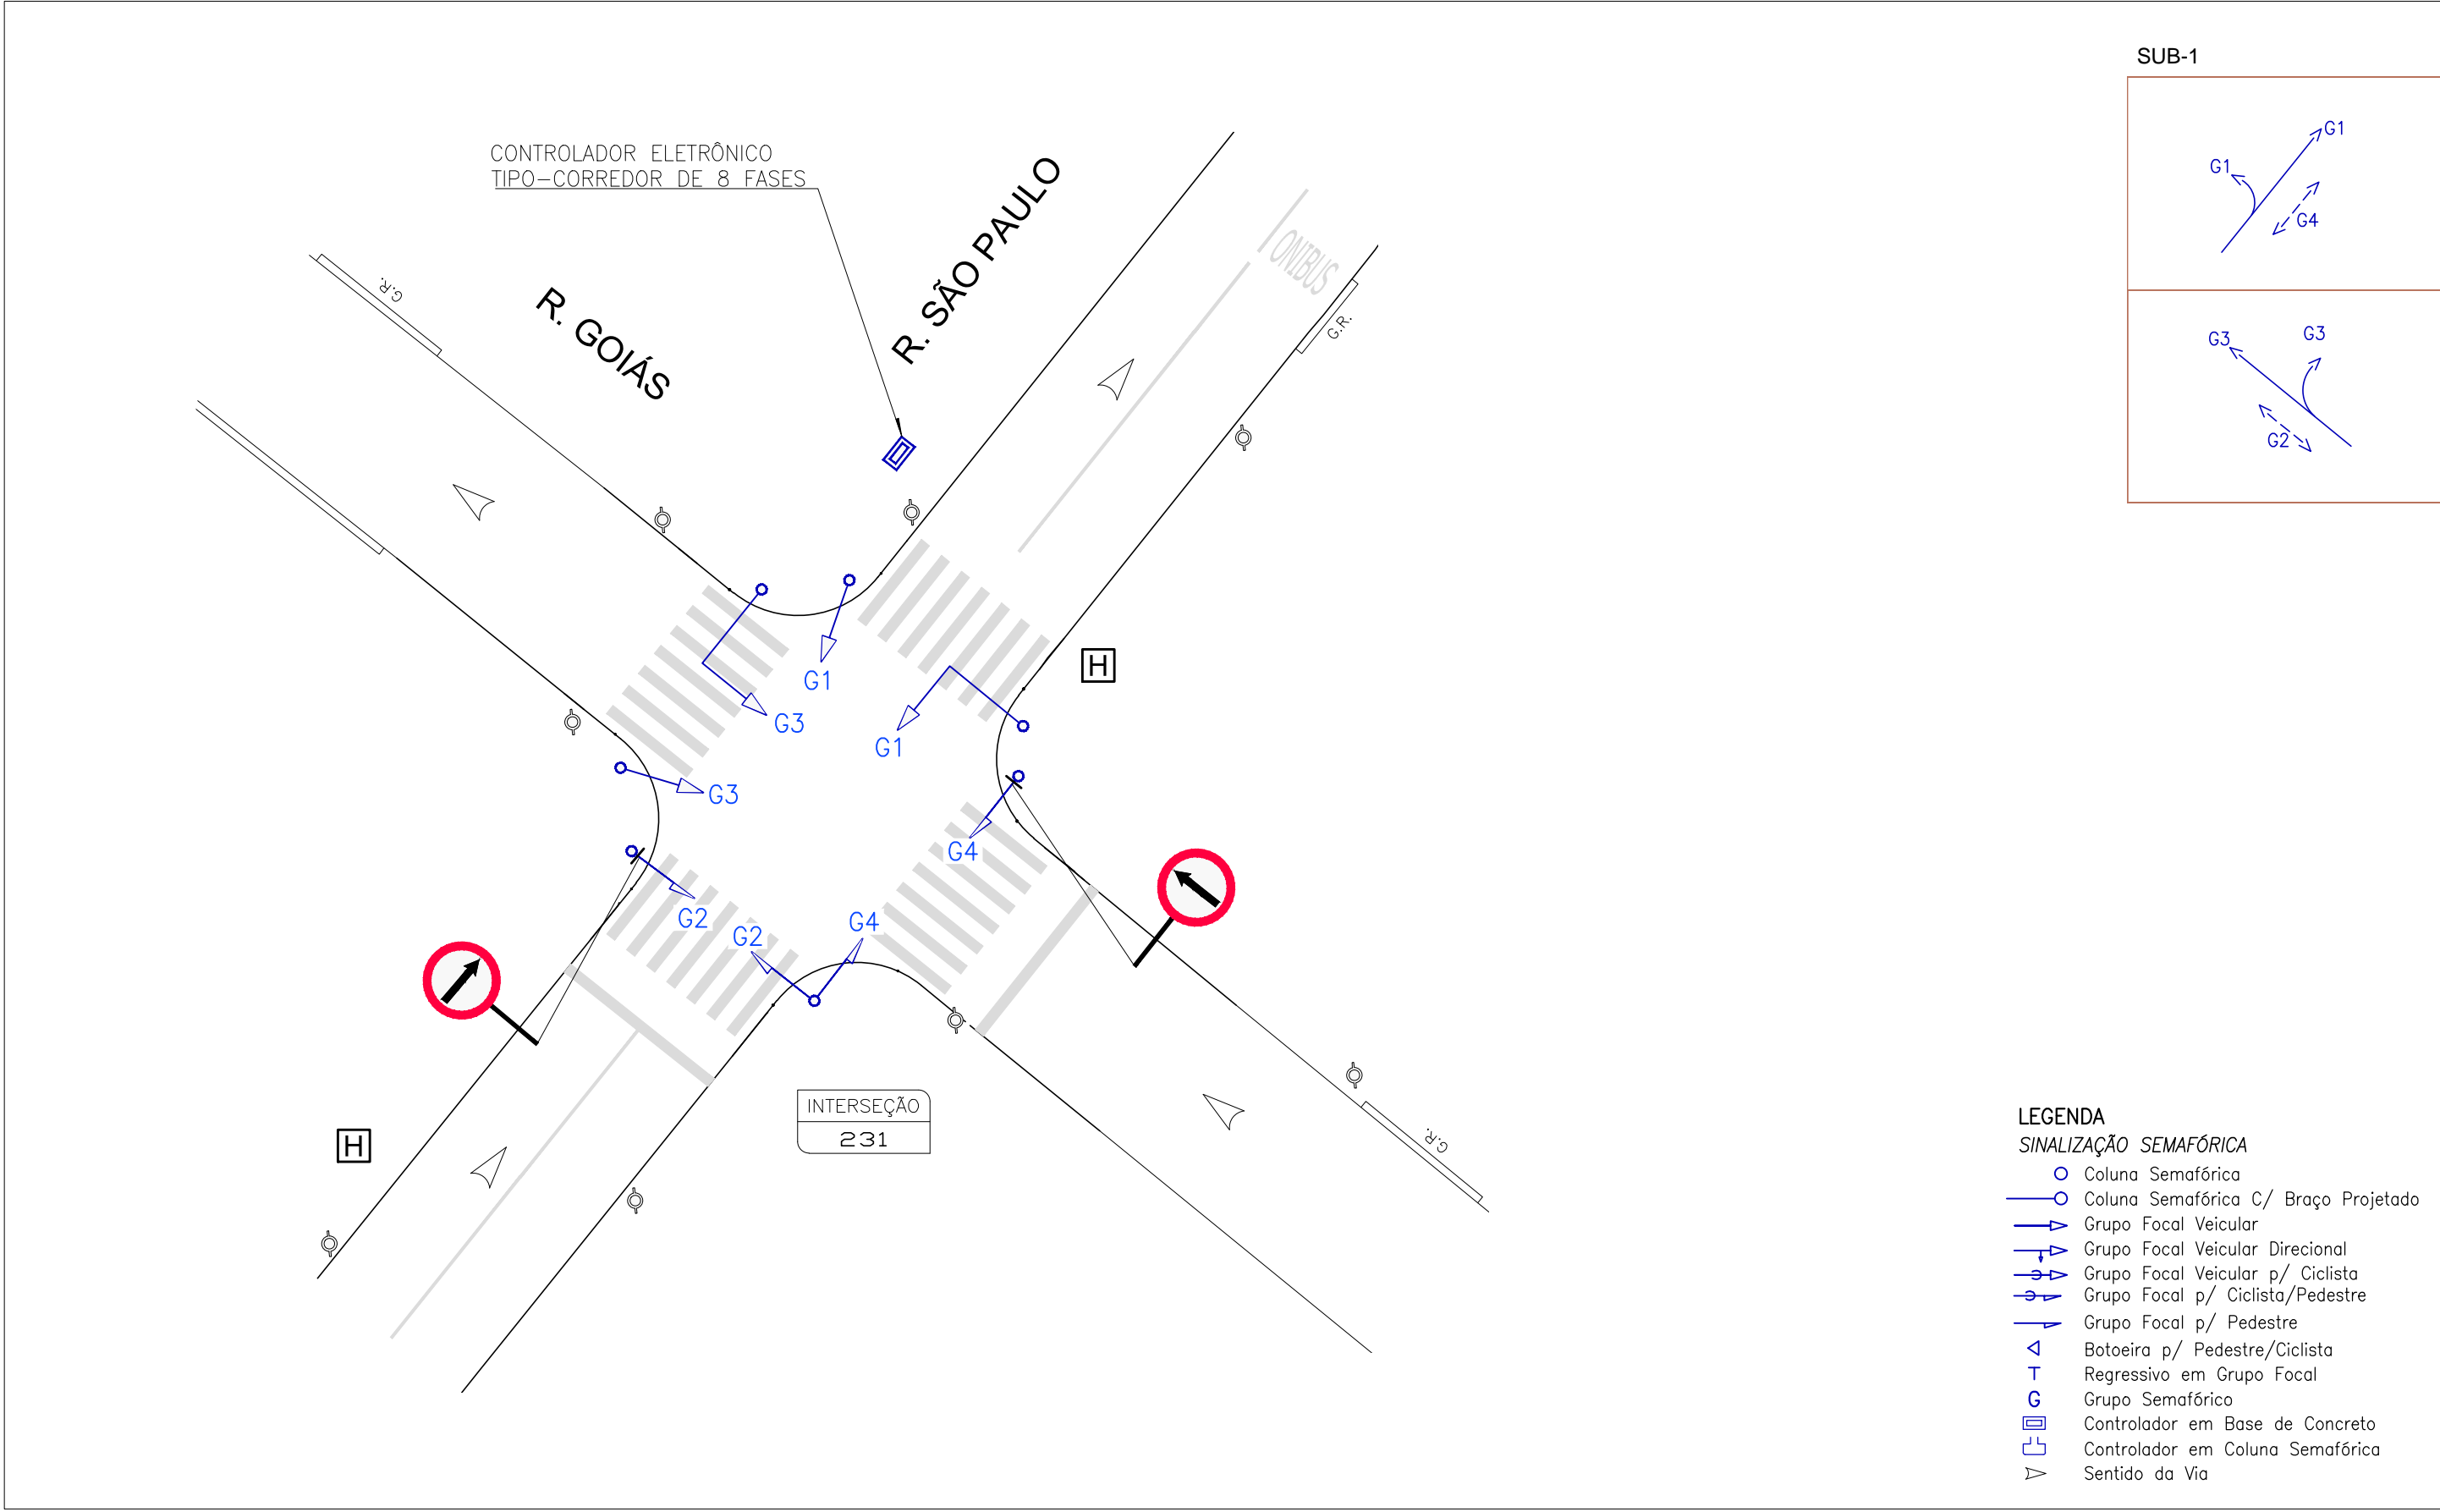 SUB-1
G1
G1
G4
G3
G3
G2
CONTROLADOR ELETRÔNICO
TIPO-CORREDOR DE 8 FASES
R. SÃO PAULO
R. GOIÁS
ONIBUS
G.R.
G.R.
G1
G3
G1
H
G3
G4
G2
G2
G4
H
INTERSEÇÃO
231
G.R.
LEGENDA
SINALIZAÇÃO SEMAFÓRICA
Coluna Semafórica
Coluna Semafórica C/ Braço Projetado
Grupo Focal Veicular
Grupo Focal Veicular Direcional
Grupo Focal Veicular p/ Ciclista
Grupo Focal p/ Ciclista/Pedestre
Grupo Focal p/ Pedestre
Botoeira p/ Pedestre/Ciclista
T Regressivo em Grupo Focal
G Grupo Semafórico
Controlador em Base de Concreto
Controlador em Coluna Semafórica
Sentido da Via